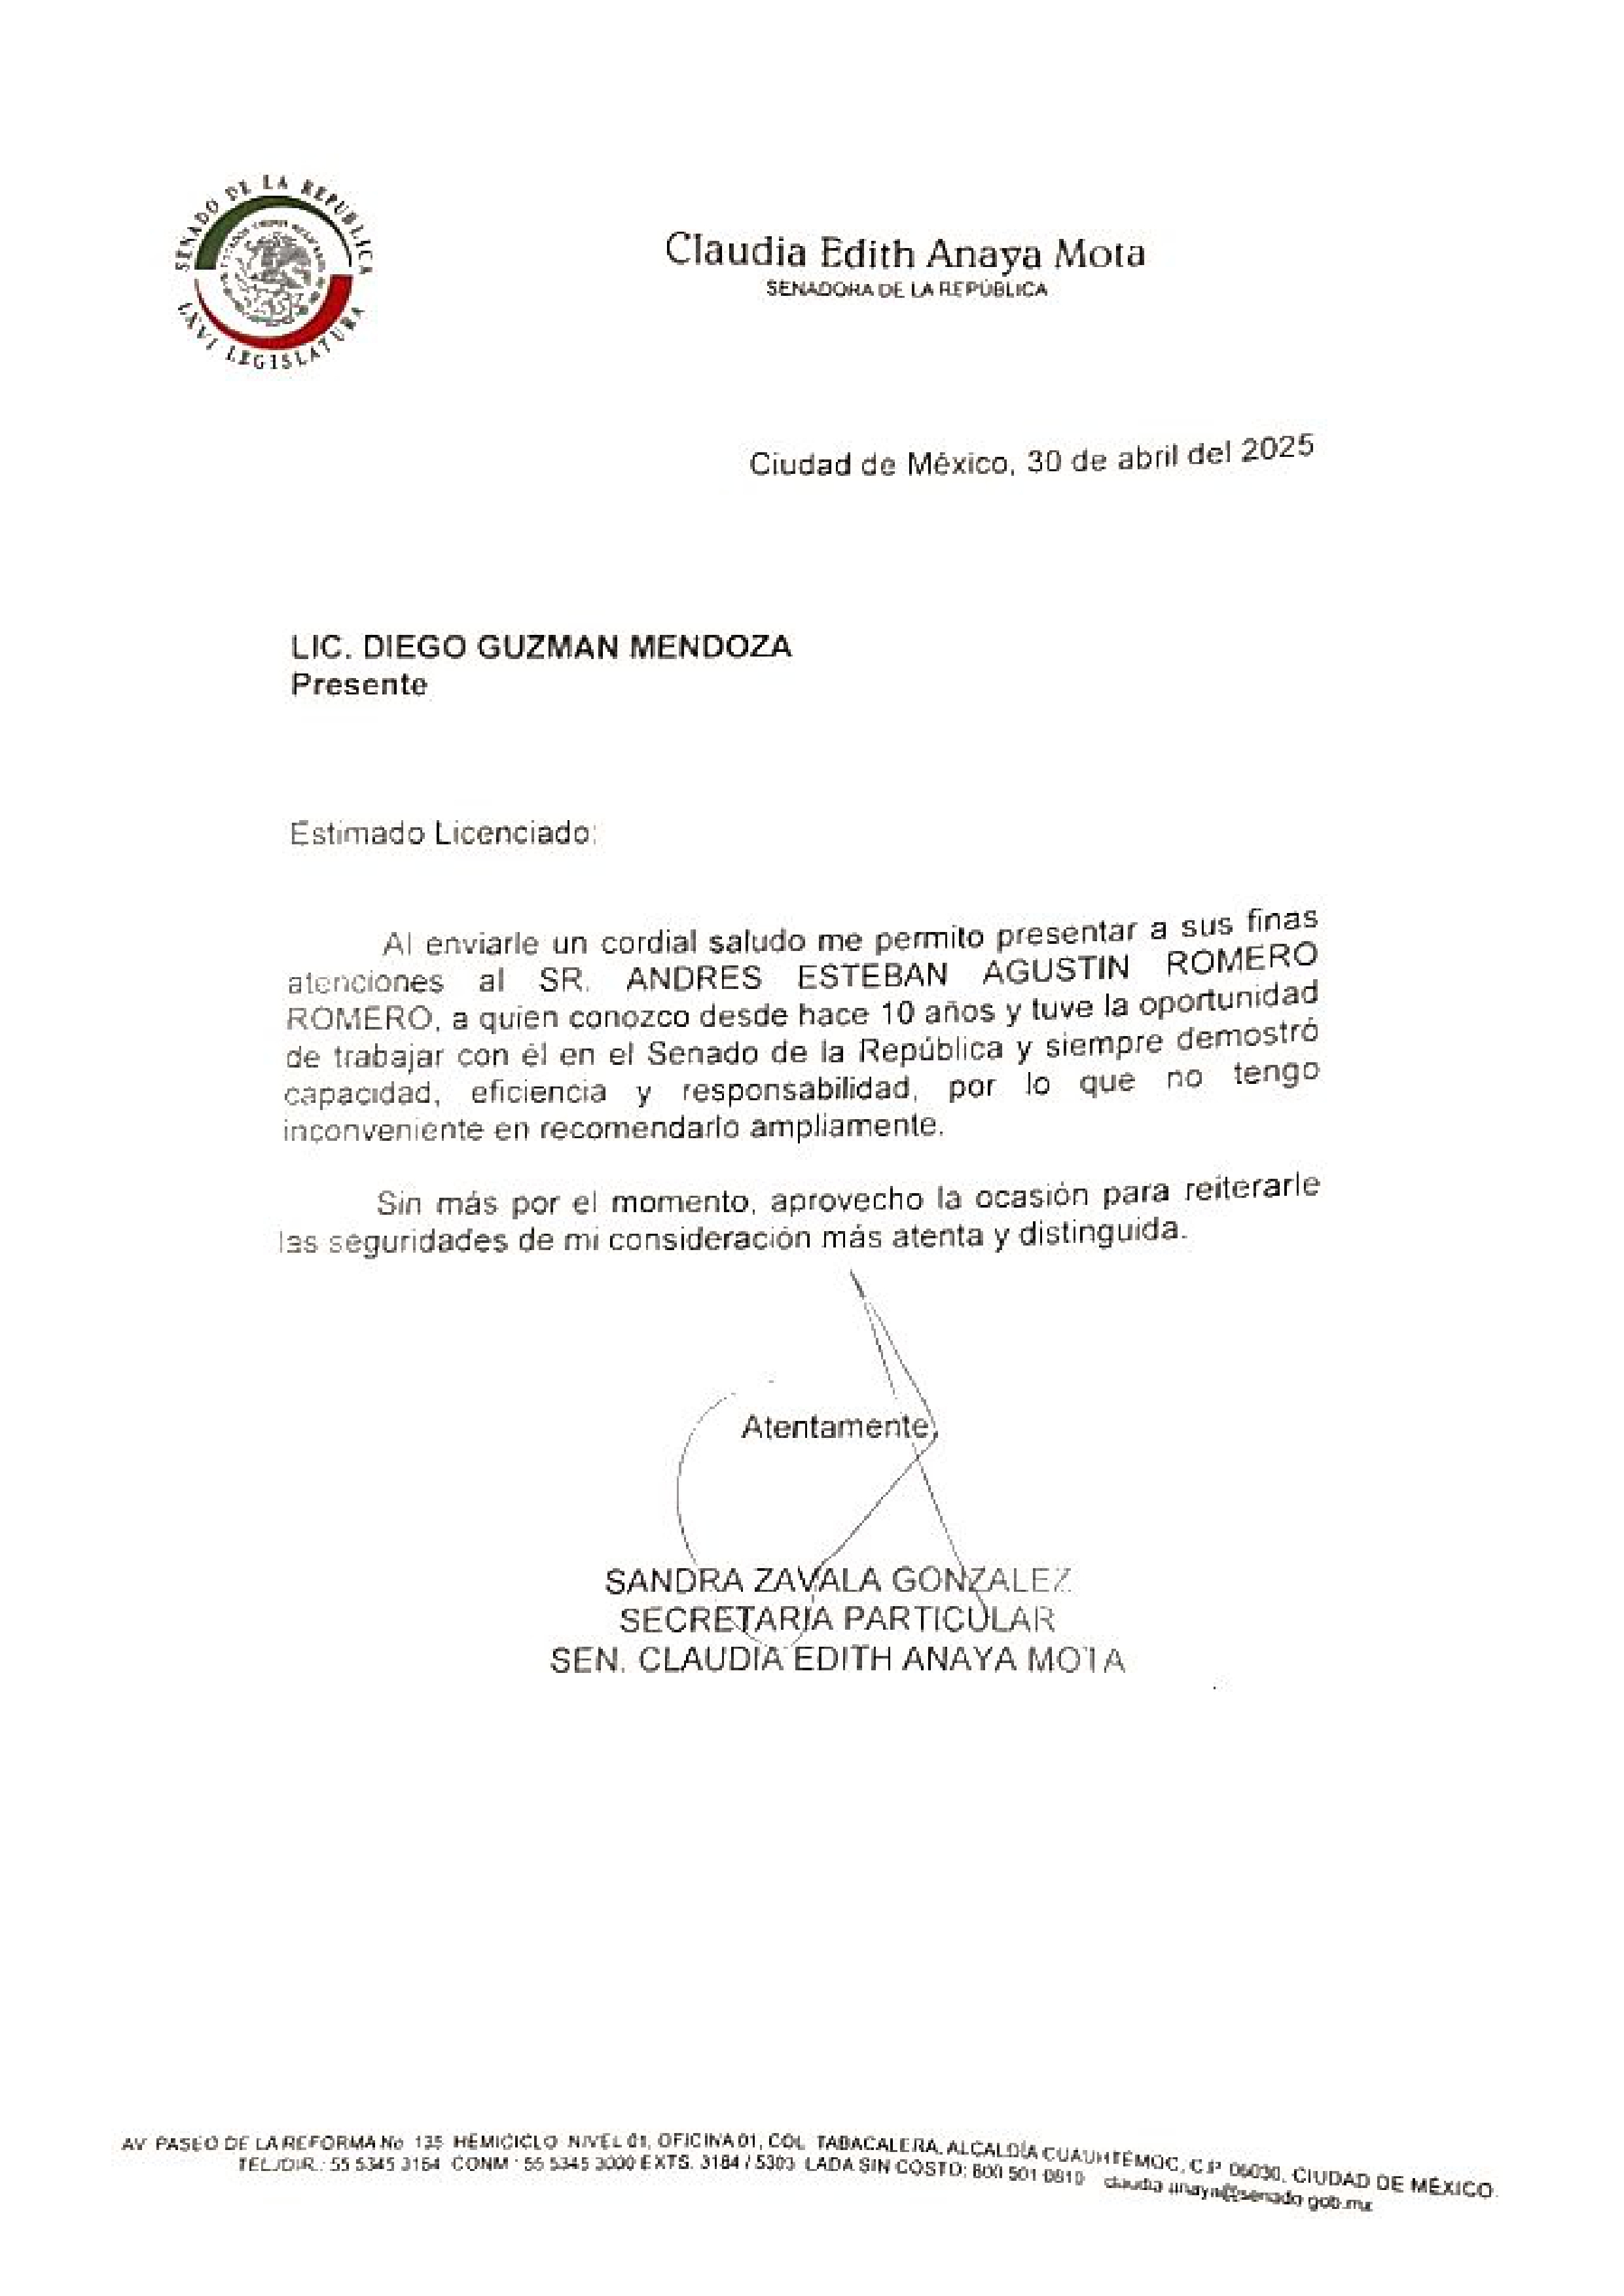 SENADO DE LA REPÚBLICA
LXVI LEGISLATURA
Claudia Edith Anaya Mota
SENADORA DE LA REPÚBLICA
Ciudad de México, 30 de abril del 2025
LIC. DIEGO GUZMAN MENDOZA
Presente
Estimado Licenciado:
Al enviarle un cordial saludo me permito presentar a sus finas
atenciones al SR. ANDRES ESTEBAN AGUSTIN ROMERO
ROMERO, a quien conozco desde hace 10 años y tuve la oportunidad
de trabajar con él en el Senado de la República y siempre demostró
capacidad, eficiencia y responsabilidad, por lo que no tengo
inconveniente en recomendarlo ampliamente.
Sin más por el momento, aprovecho la ocasión para reiterarle
las seguridades de mi consideración más atenta y distinguida.
Atentamente,
SANDRA ZAVALA GONZALEZ
SECRETARIA PARTICULAR
SEN. CLAUDIA EDITH ANAYA MOTA
AV. PASEO DE LA REFORMA No. 135 HEMICICLO NIVEL 01, OFICINA 01, COL. TABACALERA, ALCALDÍA CUAUHTÉMOC, C.P. 06030, CIUDAD DE MÉXICO.
TEL./DIR.: 55 5345 3164 CONM.: 55 5345 3000 EXTS. 3184 / 5303 LADA SIN COSTO: 800 501 0810 claudia.anaya@senado.gob.mx